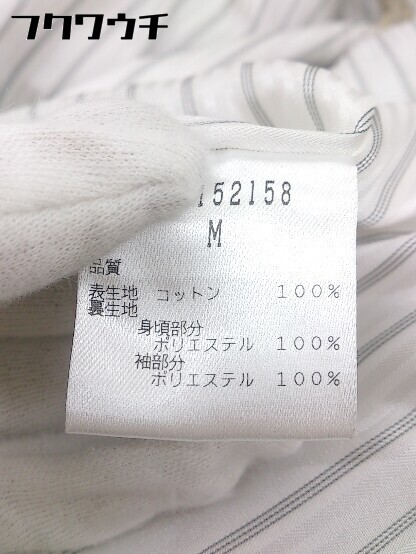 フクワウチ
152158
M
品質
表生地 コットン 100%
裏生地
身頃部分
ポリエステル 100%
袖部分
ポリエステル 100%